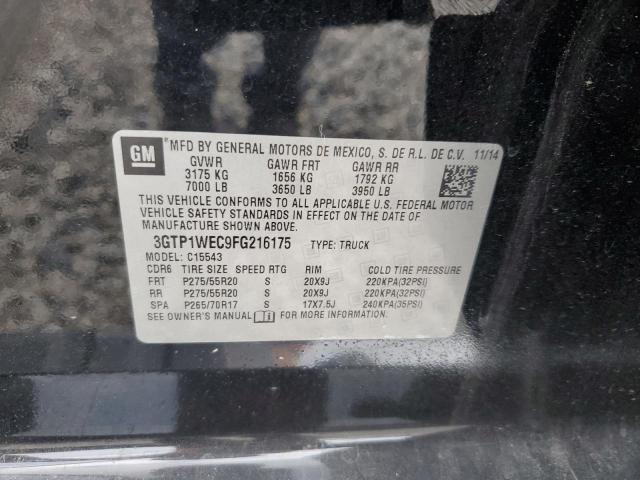 GM
MFD BY GENERAL MOTORS DE MEXICO, S. DE R.L. DE C.V. 11/14
GVWR GAWR FRT GAWR RR
3175 KG 1656 KG 1792 KG
7000 LB 3650 LB 3950 LB
THIS VEHICLE CONFORMS TO ALL APPLICABLE U.S. FEDERAL MOTOR
VEHICLE SAFETY STANDARDS IN EFFECT ON THE DATE OF
MANUFACTURE SHOWN ABOVE.
3GTP1WEC9FG216175 TYPE: TRUCK
MODEL: C15543
CDR6 TIRE SIZE SPEED RTG RIM COLD TIRE PRESSURE
FRT P275/55R20 S 20X9J 220KPA(32PSI)
RR P275/55R20 S 20X9J 220KPA(32PSI)
SPA P265/70R17 S 17X7.5J 240KPA(35PSI)
SEE OWNER'S MANUAL FOR MORE INFORMATION.